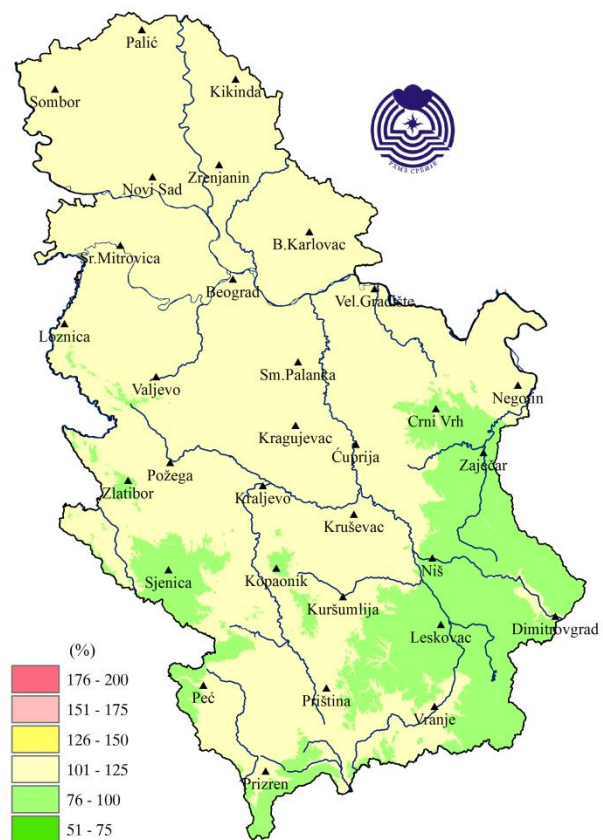 Palić
Kikinda
Sombor
Zrenjanin
Novi Sad
РХМЗ СРБИЈЕ
B.Karlovac
Sr.Mitrovica
Beograd
Vel.Gradište
Loznica
Valjevo
Sm.Palanka
Negotin
Crni Vrh
Kragujevac
Ćuprija
Zaječar
Požega
Zlatibor
Kraljevo
Kruševac
Niš
Sjenica
Kopaonik
Kuršumlija
Leskovac
Dimitrovgrad
Peć
Priština
Vranje
Prizren
(%)
176 - 200
151 - 175
126 - 150
101 - 125
76 - 100
51 - 75